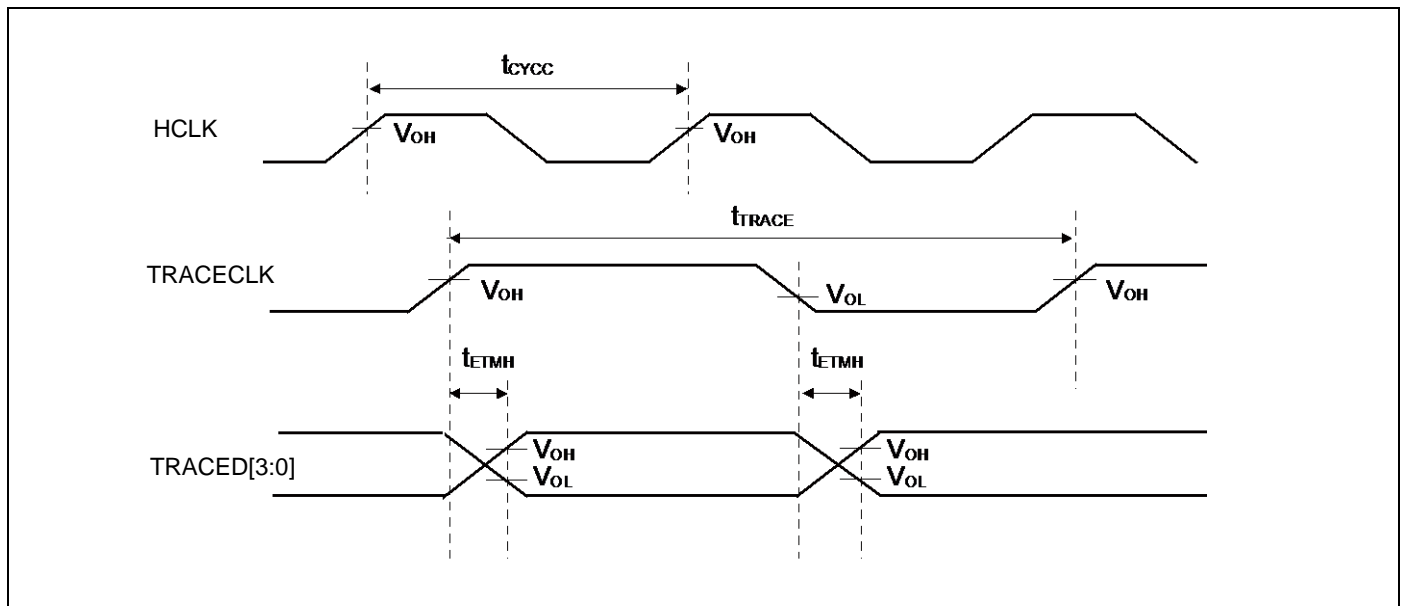 tCYCC
HCLK
VOH VOH
tTRACE
TRACECLK
VOH VOL VOH
tETMH tETMH
TRACED[3:0]
VOH VOH
VOL VOL